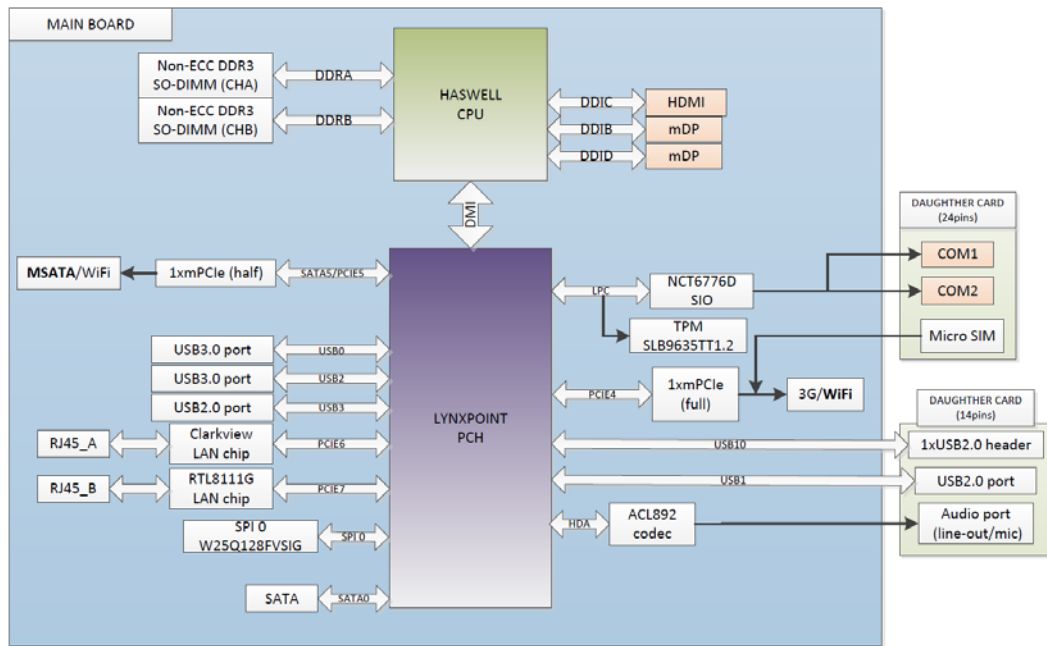 MAIN BOARD
Non-ECC DDR3
SO-DIMM (CHA)
DDRA
Non-ECC DDR3
SO-DIMM (CHB)
DDRB
HASWELL
CPU
DDIC
HDMI
DDIB
mDP
DDID
mDP
DMI
MSATA/WiFi
1xmPCIe (half)
SATA5/PCIE5
USB3.0 port
USB0
USB3.0 port
USB2
USB2.0 port
USB3
RJ45_A
Clarkview
LAN chip
PCIE6
RJ45_B
RTL8111G
LAN chip
PCIE7
SPI 0
W25Q128FVSIG
SPI 0
SATA
SATA0
LYNXPOINT
PCH
LPC
NCT6776D
SIO
TPM
SLB9635TT1.2
PCIE4
1xmPCIe
(full)
3G/WiFi
USB10
USB1
HDA
ACL892
codec
DAUGHTHER CARD
(24pins)
COM1
COM2
Micro SIM
DAUGHTHER CARD
(14pins)
1xUSB2.0 header
USB2.0 port
Audio port
(line-out/mic)